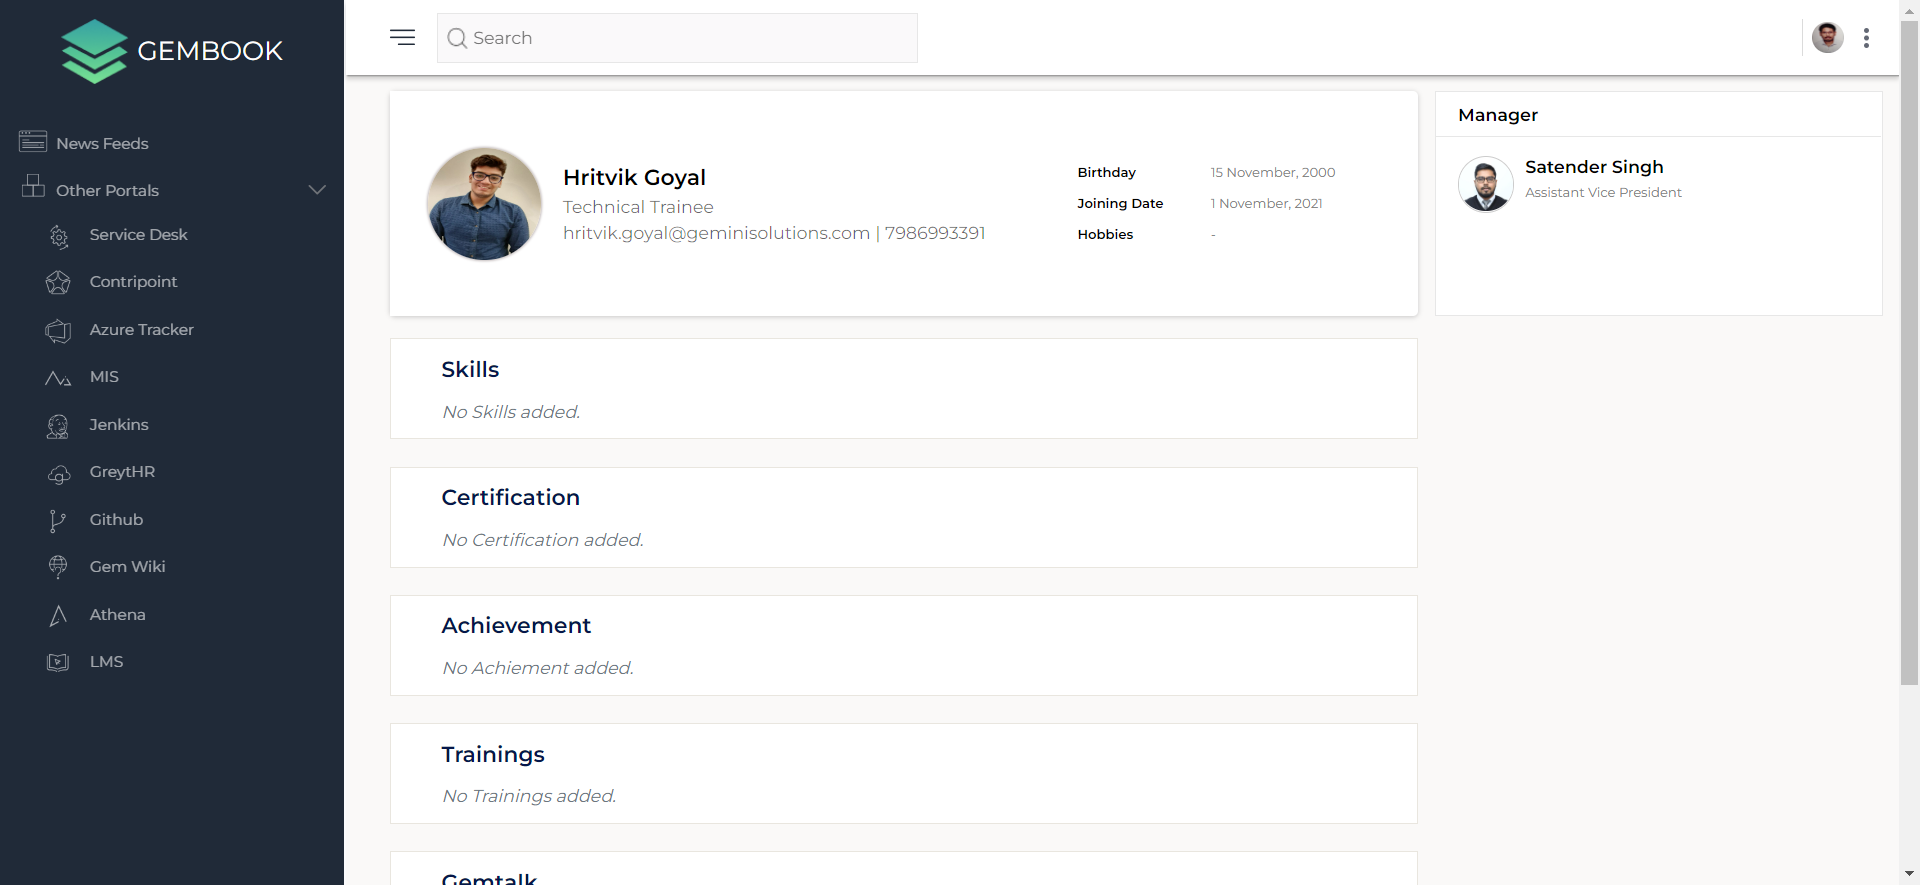 GEMBOOK
News Feeds
Other Portals
Service Desk
Contripoint
Azure Tracker
MIS
Jenkins
GreytHR
Github
Gem Wiki
Athena
LMS
Search
Hritvik Goyal
Technical Trainee
hritvik.goyal@geminisolutions.com | 7986993391
Birthday 15 November, 2000
Joining Date 1 November, 2021
Hobbies -
Manager
Satender Singh
Assistant Vice President
Skills
No Skills added.
Certification
No Certification added.
Achievement
No Achiement added.
Trainings
No Trainings added.
Gemtalk